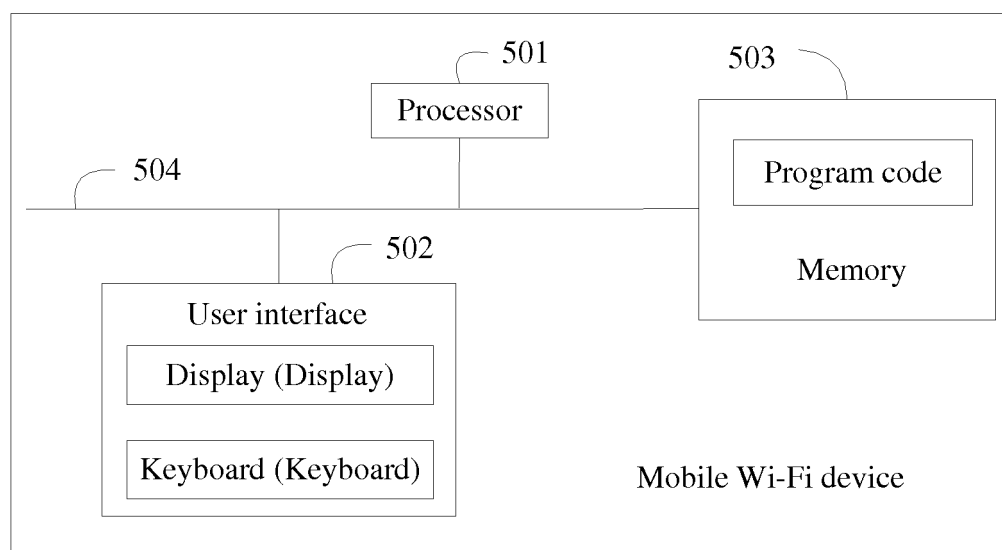 501
Processor
503
Program code
Memory
504
502
User interface
Display (Display)
Keyboard (Keyboard)
Mobile Wi-Fi device